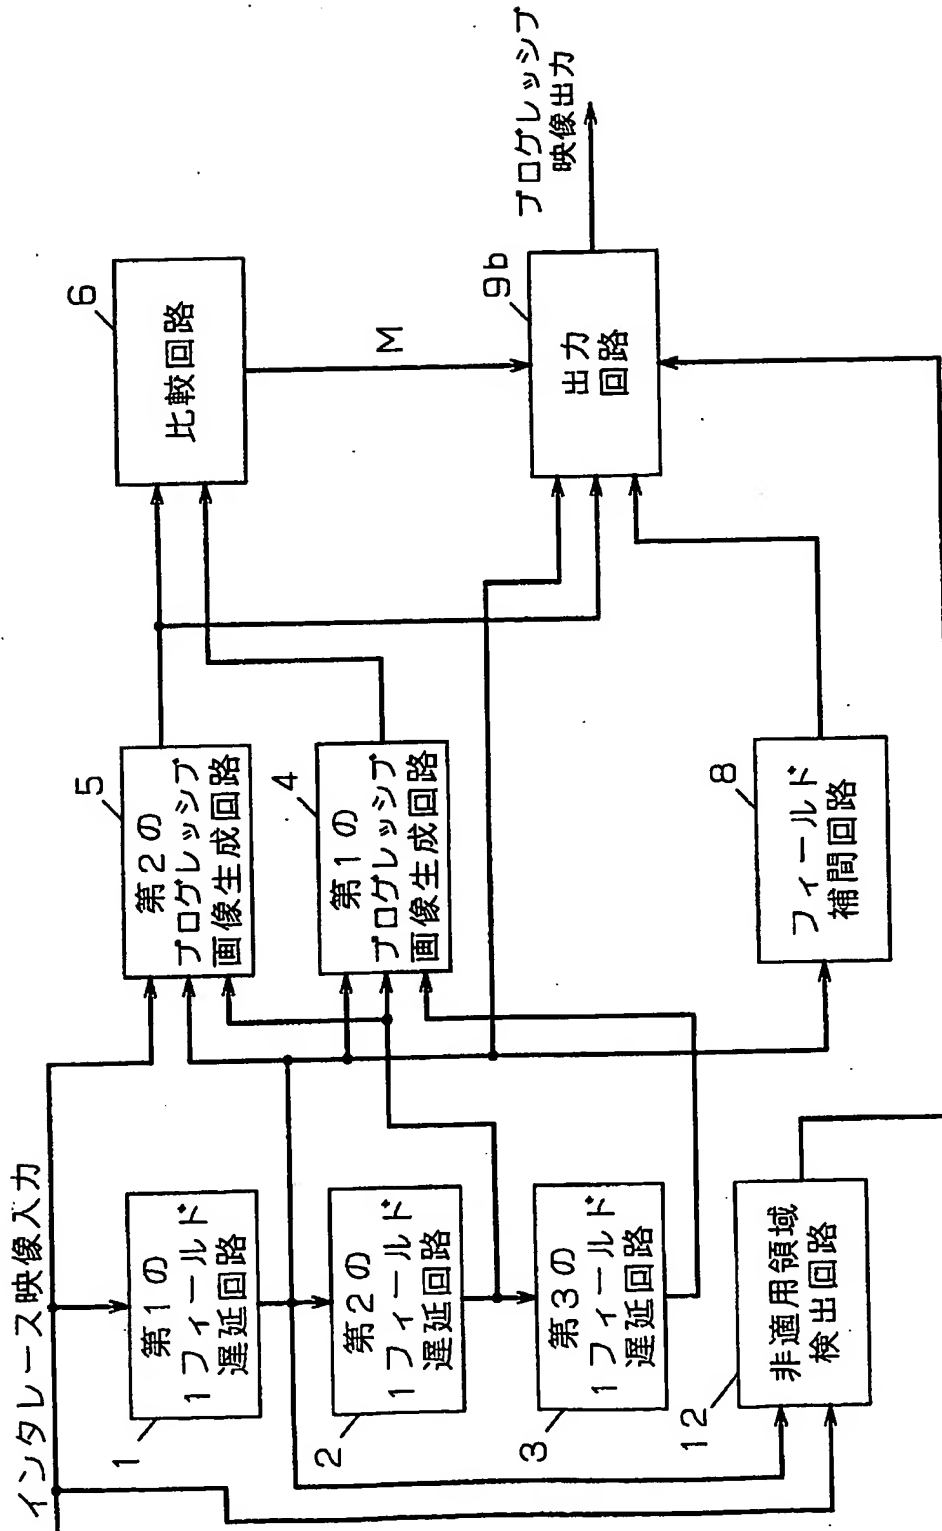 インタレース映像入力
1
第1の
1フィールド
遅延回路
2
第2の
1フィールド
遅延回路
3
第3の
1フィールド
遅延回路
12
非適用領域
検出回路
5
第2の
プログレッシブ
画像生成回路
4
第1の
プログレッシブ
画像生成回路
8
フィールド
補間回路
6
比較回路
M
9b
出力
回路
プログレッシブ
映像出力